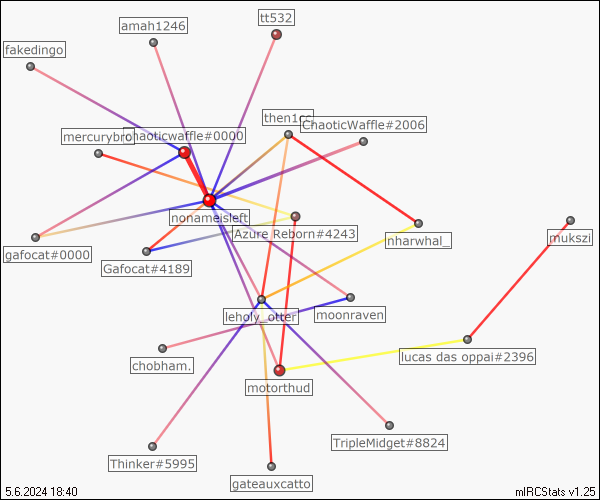 tt532
amah1246
fakedingo
ChaoticWaffle#2006
mercurybro
chaoticwaffle#0000
nonameisleft
Azure Reborn#4243
nharwhal_
mukszi
gafocat#0000
Gafocat#4189
leholy_otter
moonraven
lucas das oppai#2396
chobham.
motorthud
TripleMidget#8824
Thinker#5995
gateauxcatto
5.6.2024 18:40
mIRCStats v1.25